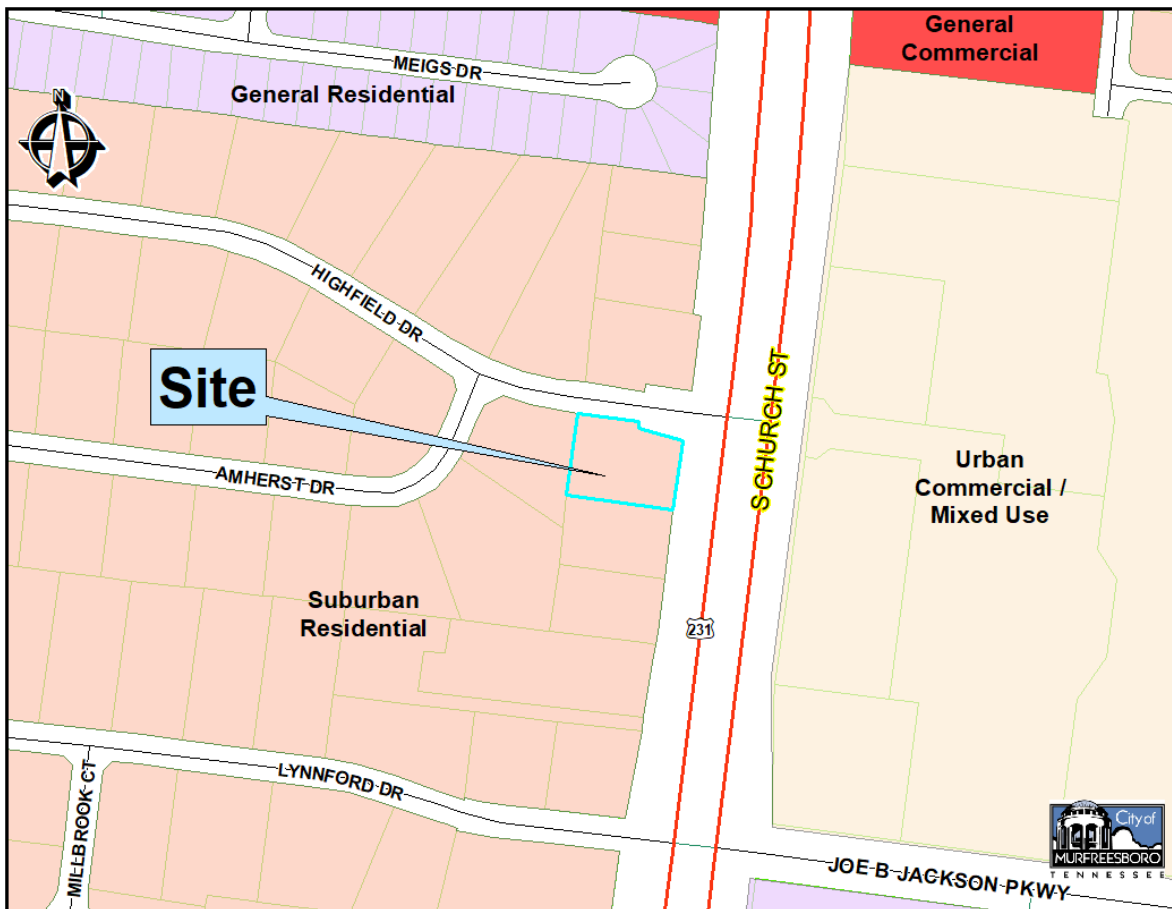 General
Commercial
MEIGS DR
General Residential
N
HIGHFIELD DR
Site
S CHURCH ST
AMHERST DR
Urban
Commercial /
Mixed Use
Suburban
Residential
231
LYNNFORD DR
MILLBROOK CT
City of
MURFREESBORO
TENNESSEE
JOE B JACKSON PKWY